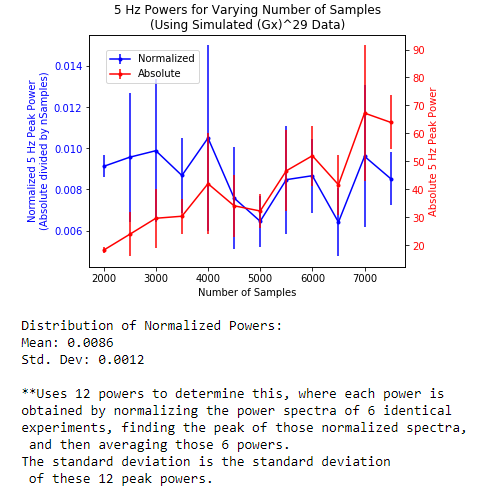 5 Hz Powers for Varying Number of Samples
(Using Simulated (Gx)^29 Data)
Normalized
Absolute
Normalized 5 Hz Peak Power
(Absolute divided by nSamples)
0.014
0.012
0.010
0.008
0.006
90
80
70
60
50
40
30
20
Absolute 5 Hz Peak Power
2000 3000 4000 5000 6000 7000
Number of Samples
Distribution of Normalized Powers:
Mean: 0.0086
Std. Dev: 0.0012
**Uses 12 powers to determine this, where each power is
obtained by normalizing the power spectra of 6 identical
experiments, finding the peak of those normalized spectra,
and then averaging those 6 powers.
The standard deviation is the standard deviation
of these 12 peak powers.